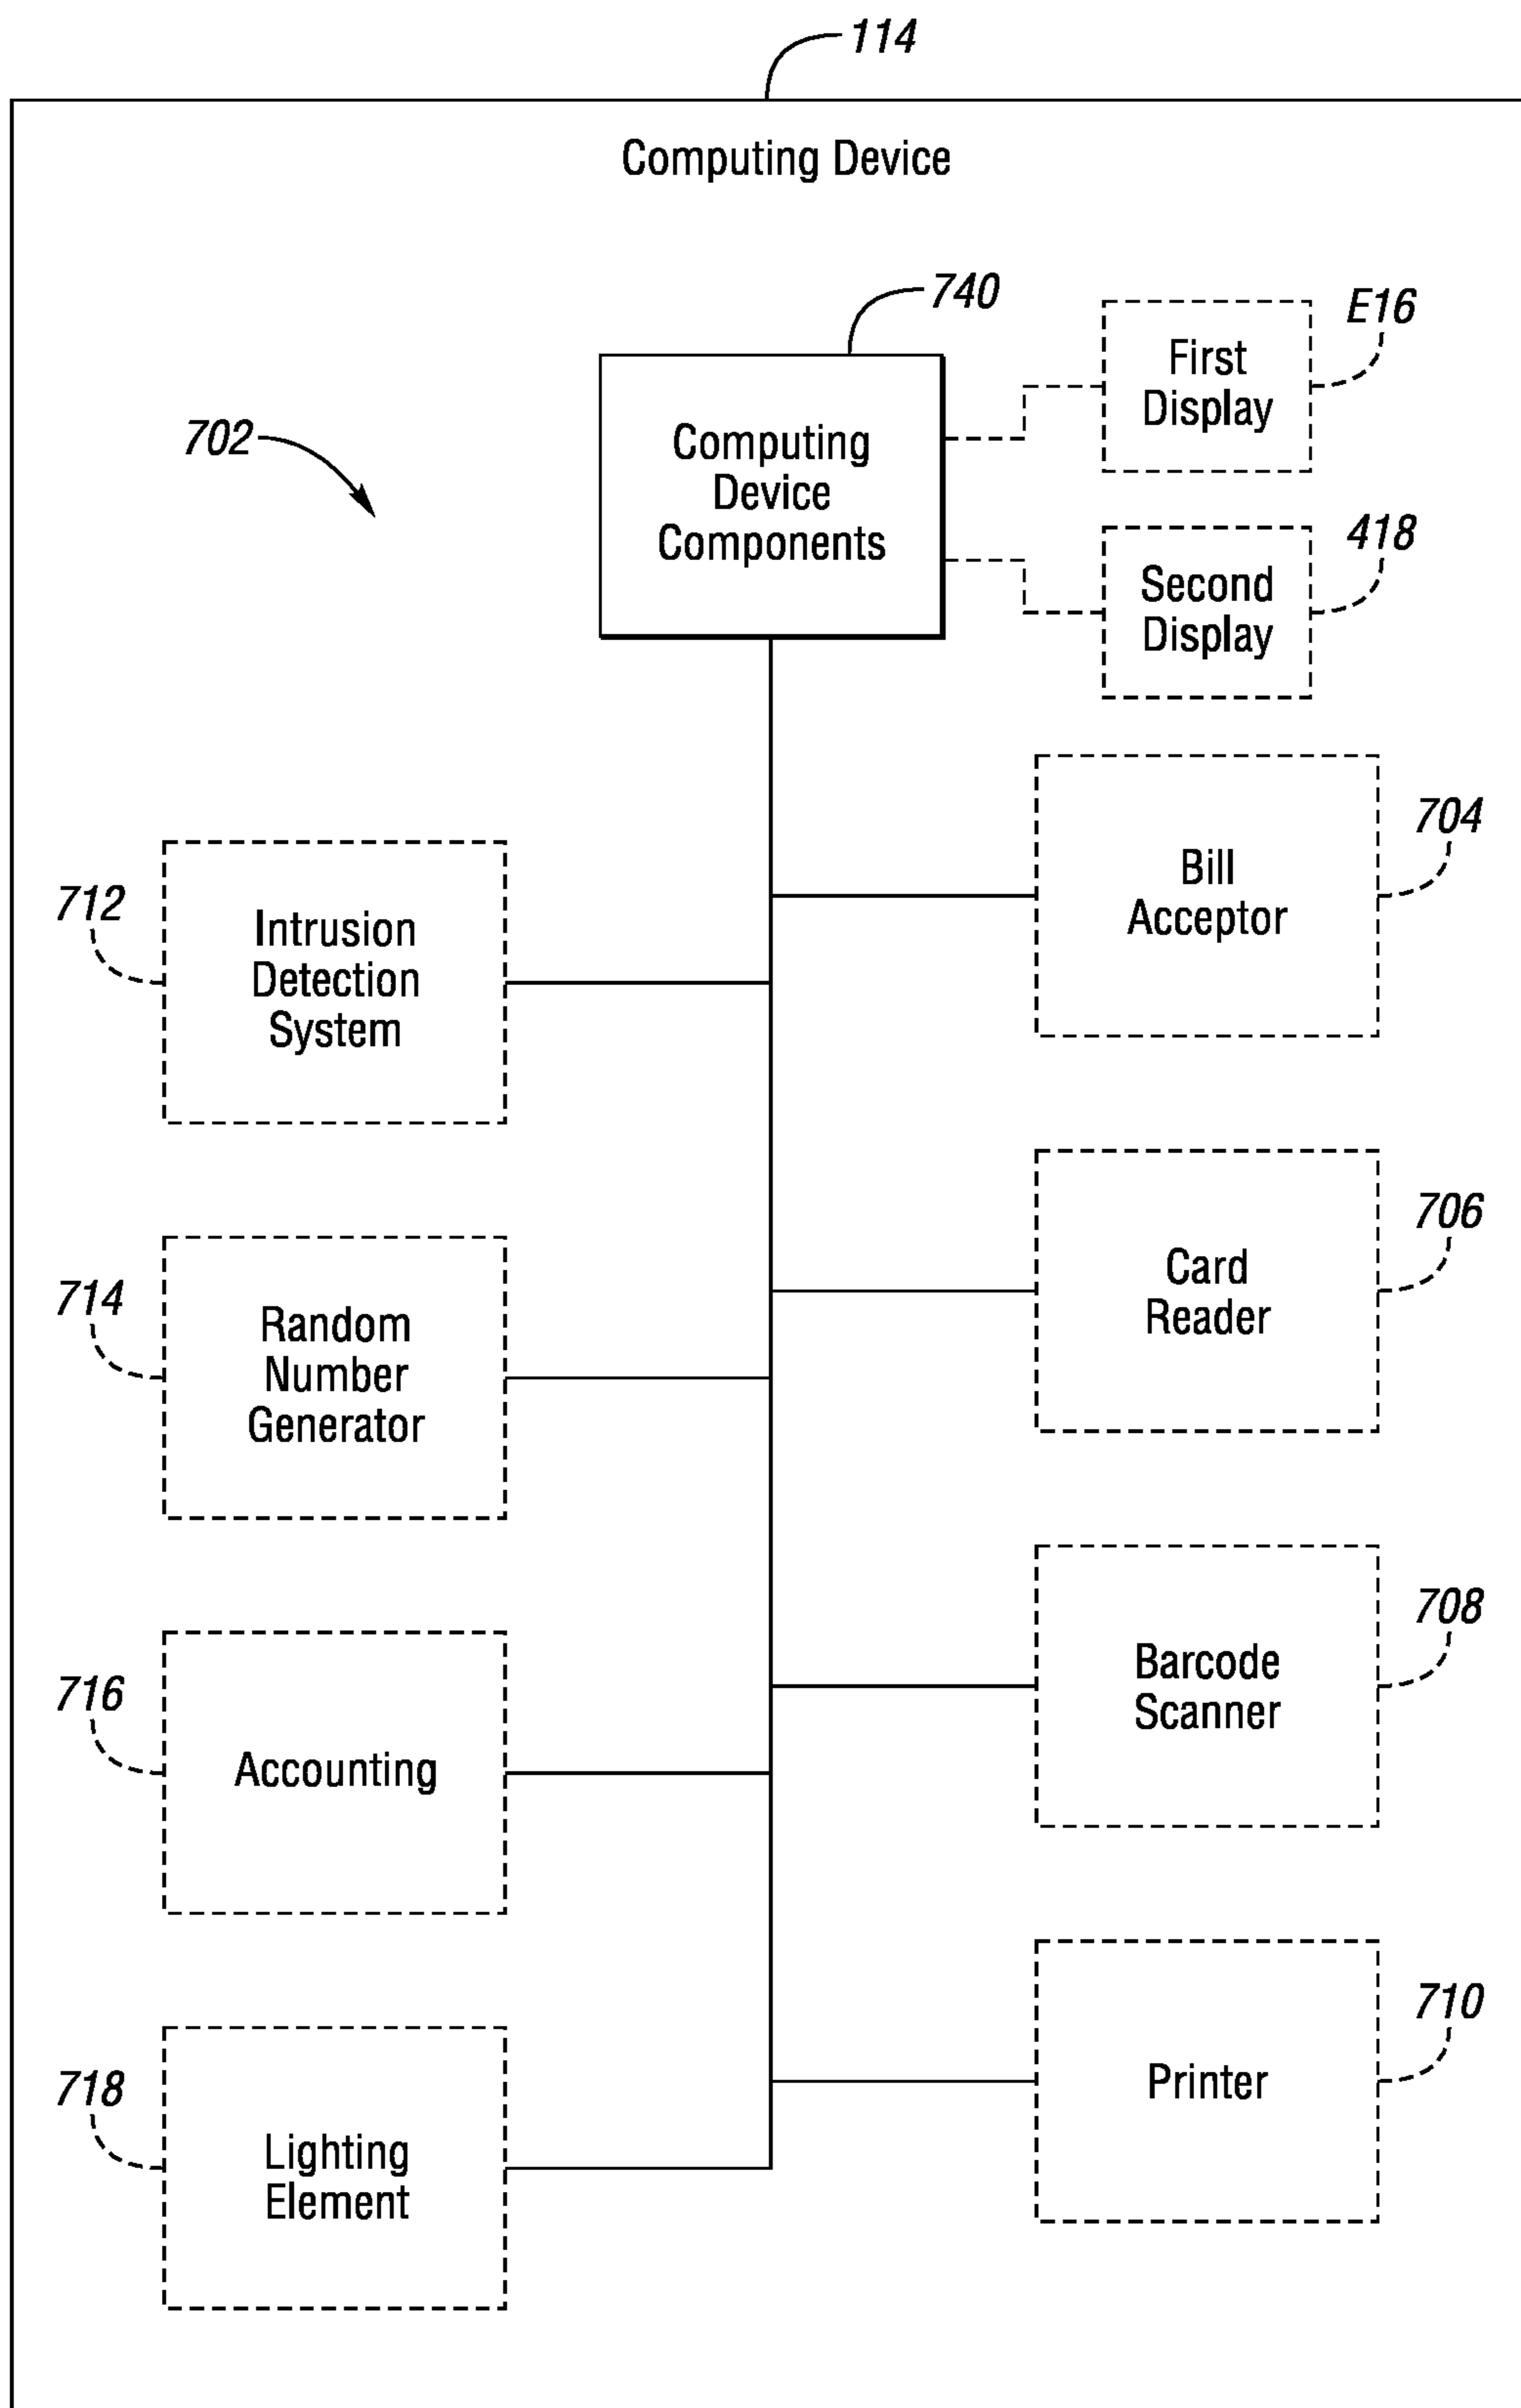 114
Computing Device
740
E16
First
Display
702
Computing
Device
Components
418
Second
Display
704
Bill
Acceptor
712
Intrusion
Detection
System
706
Card
Reader
714
Random
Number
Generator
708
Barcode
Scanner
716
Accounting
710
Printer
718
Lighting
Element